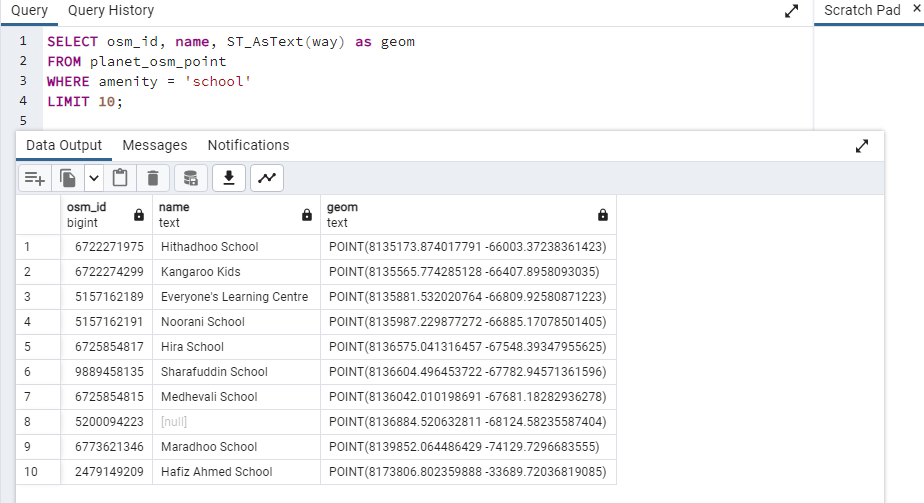 Query Query History Scratch Pad ×
1 SELECT osm_id, name, ST_AsText(way) as geom
2 FROM planet_osm_point
3 WHERE amenity = 'school'
4 LIMIT 10;
5
Data Output Messages Notifications
osm_id name geom
bigint text text
1 6722271975 Hithadhoo School POINT(8135173.874017791 -66003.37238361423)
2 6722274299 Kangaroo Kids POINT(8135565.774285128 -66407.8958093035)
3 5157162189 Everyone's Learning Centre POINT(8135881.532020764 -66809.92580871223)
4 5157162191 Noorani School POINT(8135987.229877272 -66885.17078501405)
5 6725854817 Hira School POINT(8136575.041316457 -67548.39347955625)
6 9889458135 Sharafuddin School POINT(8136604.496453722 -67782.94571361596)
7 6725854815 Medhevali School POINT(8136042.010198691 -67681.18282936278)
8 5200094223 [null] POINT(8136884.520632811 -68124.58235587404)
9 6773621346 Maradhoo School POINT(8139852.064486429 -74129.7296683555)
10 2479149209 Hafiz Ahmed School POINT(8173806.802359888 -33689.72036819085)